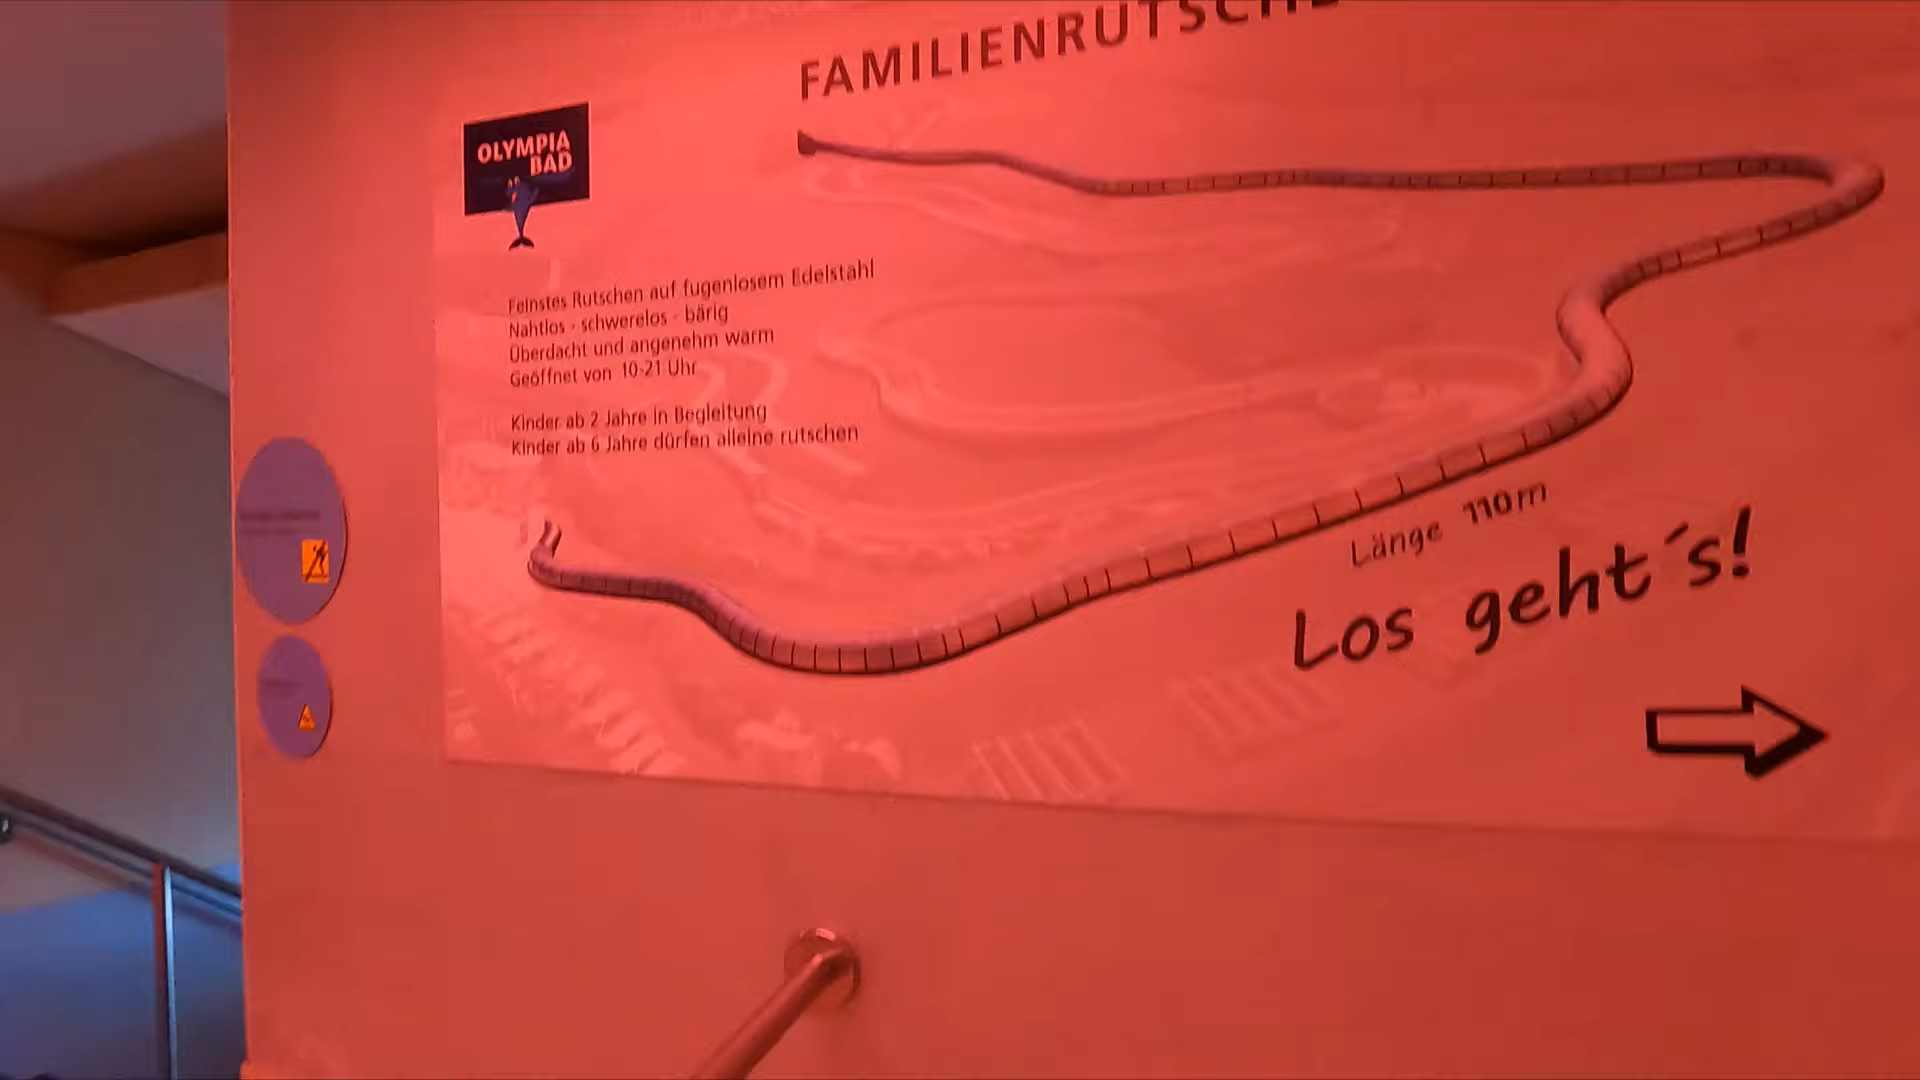 FAMILIENRUTSCHE
OLYMPIA
BAD
Feinstes Rutschen auf fugenlosem Edelstahl
Nahtlos - schwerelos - bärig
Überdacht und angenehm warm
Geöffnet von 10-21 Uhr
Kinder ab 2 Jahre in Begleitung
Kinder ab 6 Jahre dürfen alleine rutschen
Länge 110m
Los geht´s!